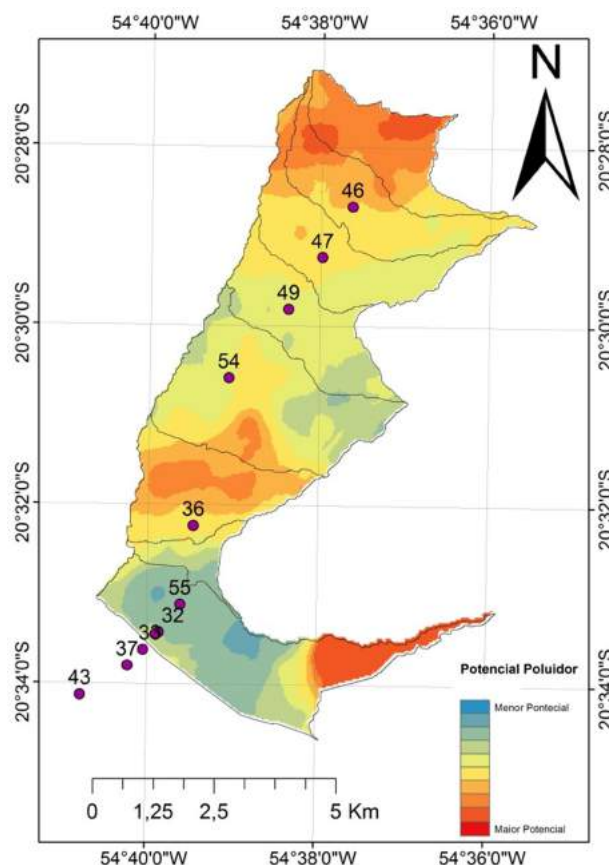 54°40'0"W 54°38'0"W 54°36'0"W
N
20°28'0"S 20°28'0"S
46
47
49
20°30'0"S 20°30'0"S
54
20°32'0"S 20°32'0"S
36
55
32
37
43
20°34'0"S 20°34'0"S
Potencial Poluidor
Menor Pontecial
Maior Potencial
0 1,25 2,5 5 Km
54°40'0"W 54°38'0"W 54°36'0"W